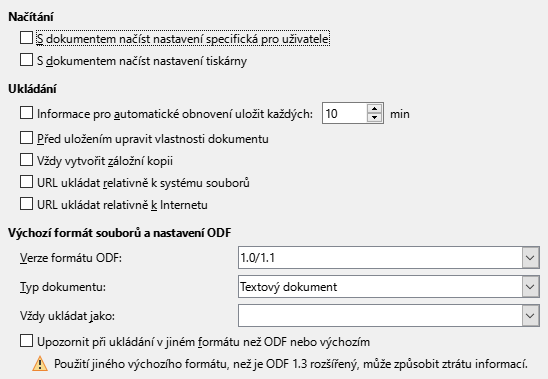 Načítání
S dokumentem načíst nastavení specifická pro uživatele
S dokumentem načíst nastavení tiskárny
Ukládání
Informace pro automatické obnovení uložit každých: 10 min
Před uložením upravit vlastnosti dokumentu
Vždy vytvořit záložní kopii
URL ukládat relativně k systému souborů
URL ukládat relativně k Internetu
Výchozí formát souborů a nastavení ODF
Verze formátu ODF: 1.0/1.1
Typ dokumentu: Textový dokument
Vždy ukládat jako:
Upozornit při ukládání v jiném formátu než ODF nebo výchozím
Použití jiného výchozího formátu, než je ODF 1.3 rozšířený, může způsobit ztrátu informací.